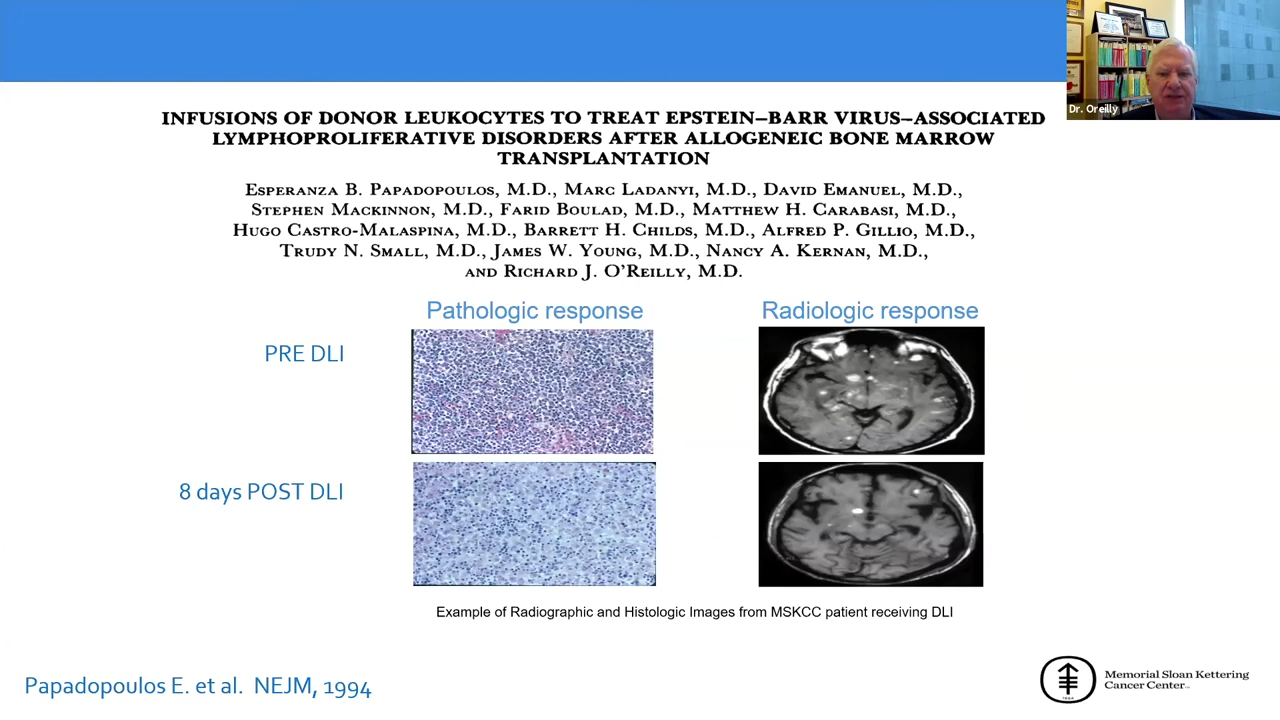 Dr. Oreilly
INFUSIONS OF DONOR LEUKOCYTES TO TREAT EPSTEIN–BARR VIRUS–ASSOCIATED
LYMPHOPROLIFERATIVE DISORDERS AFTER ALLOGENEIC BONE MARROW
TRANSPLANTATION
ESPERANZA B. PAPADOPOULOS, M.D., MARC LADANYI, M.D., DAVID EMANUEL, M.D.,
STEPHEN MACKINNON, M.D., FARID BOULAD, M.D., MATTHEW H. CARABASI, M.D.,
HUGO CASTRO-MALASPINA, M.D., BARRETT H. CHILDS, M.D., ALFRED P. GILLIO, M.D.,
TRUDY N. SMALL, M.D., JAMES W. YOUNG, M.D., NANCY A. KERNAN, M.D.,
AND RICHARD J. O'REILLY, M.D.
Pathologic response
Radiologic response
PRE DLI
8 days POST DLI
Example of Radiographic and Histologic Images from MSKCC patient receiving DLI
Papadopoulos E. et al. NEJM, 1994
Memorial Sloan Kettering
Cancer Center